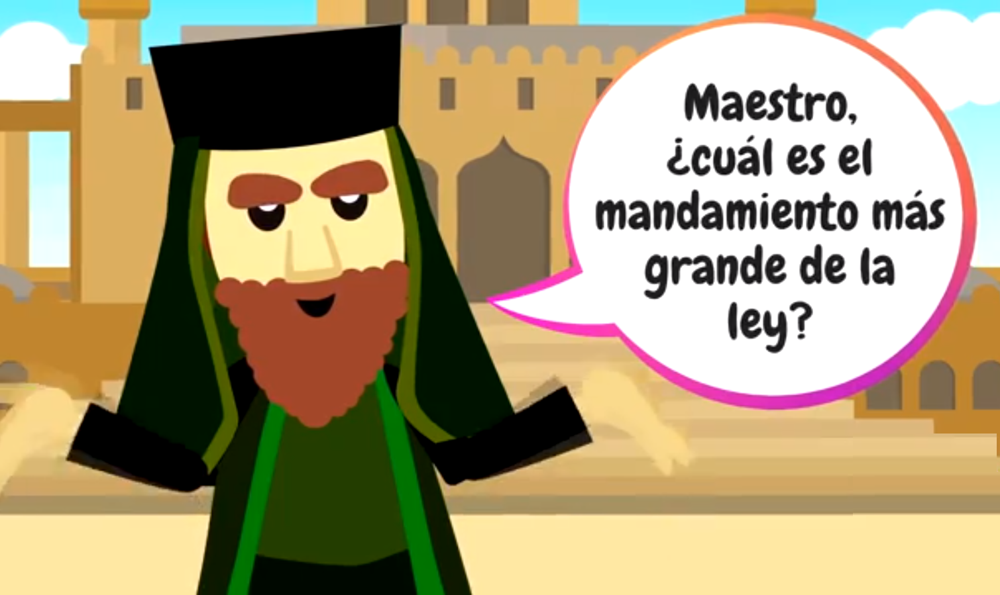 Maestro,
¿cuál es el
mandamiento más
grande de la
ley?